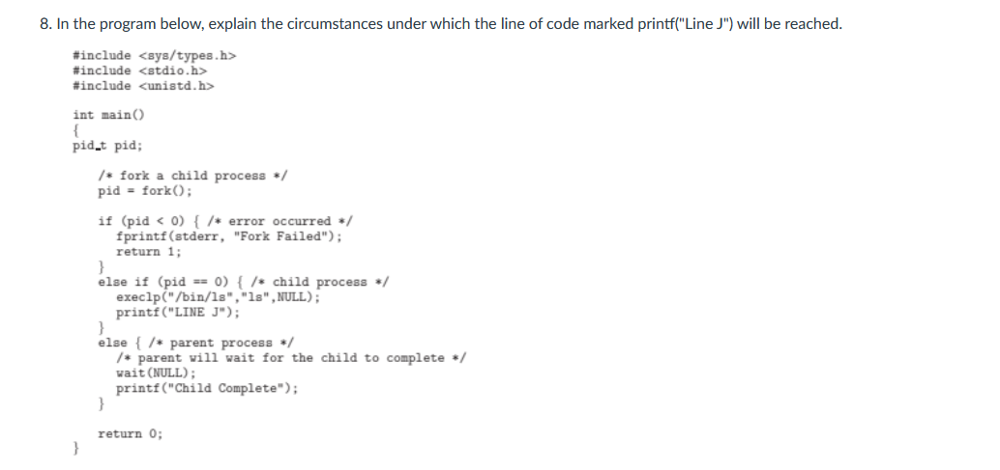 8. In the program below, explain the circumstances under which the line of code marked printf("Line J") will be reached.
#include <sys/types.h>
#include <stdio.h>
#include <unistd.h>
int main()
{
pid_t pid;
/* fork a child process */
pid = fork();
if (pid < 0) { /* error occurred */
fprintf(stderr, "Fork Failed");
return 1;
}
else if (pid == 0) { /* child process */
execlp("/bin/ls","ls",NULL);
printf("LINE J");
}
else { /* parent process */
/* parent will wait for the child to complete */
wait(NULL);
printf("Child Complete");
}
return 0;
}